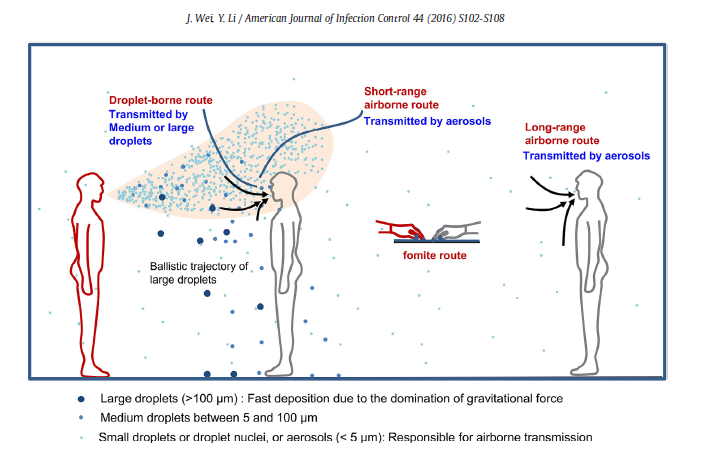 J. Wei, Y. Li / American Journal of Infection Control 44 (2016) S102-S108
Droplet-borne route
Transmitted by
Medium or large
droplets
Short-range
airborne route
Transmitted by aerosols
Long-range
airborne route
Transmitted by aerosols
fomite route
Ballistic trajectory of
large droplets
Large droplets (>100 μm) : Fast deposition due to the domination of gravitational force
Medium droplets between 5 and 100 μm
Small droplets or droplet nuclei, or aerosols (< 5 μm): Responsible for airborne transmission